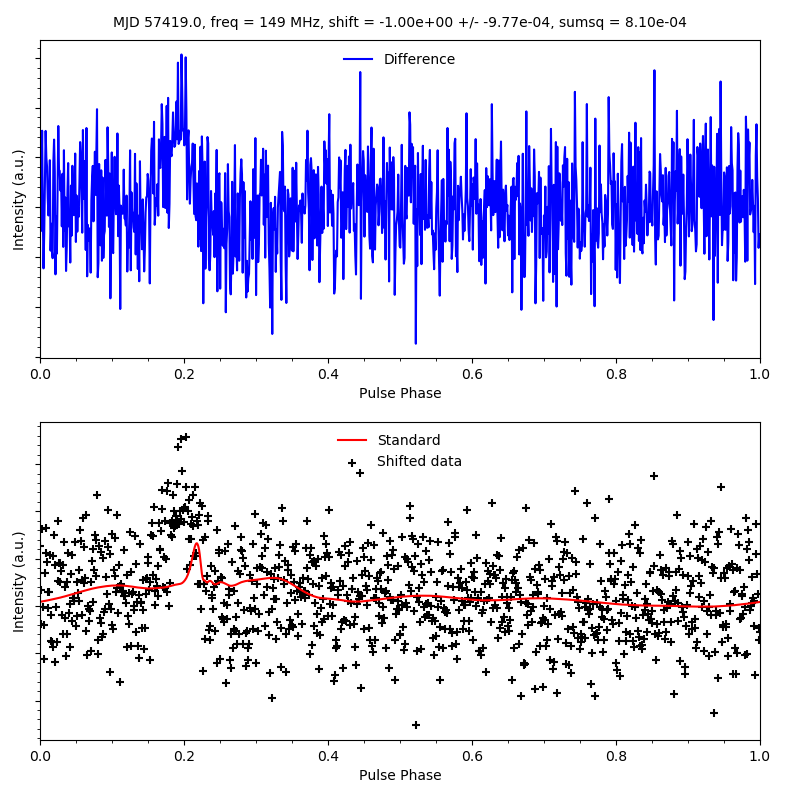 MJD 57419.0, freq = 149 MHz, shift = -1.00e+00 +/- -9.77e-04, sumsq = 8.10e-04
Difference
Intensity (a.u.)
0.0 0.2 0.4 0.6 0.8 1.0
Pulse Phase
Standard
Shifted data
Intensity (a.u.)
0.0 0.2 0.4 0.6 0.8 1.0
Pulse Phase